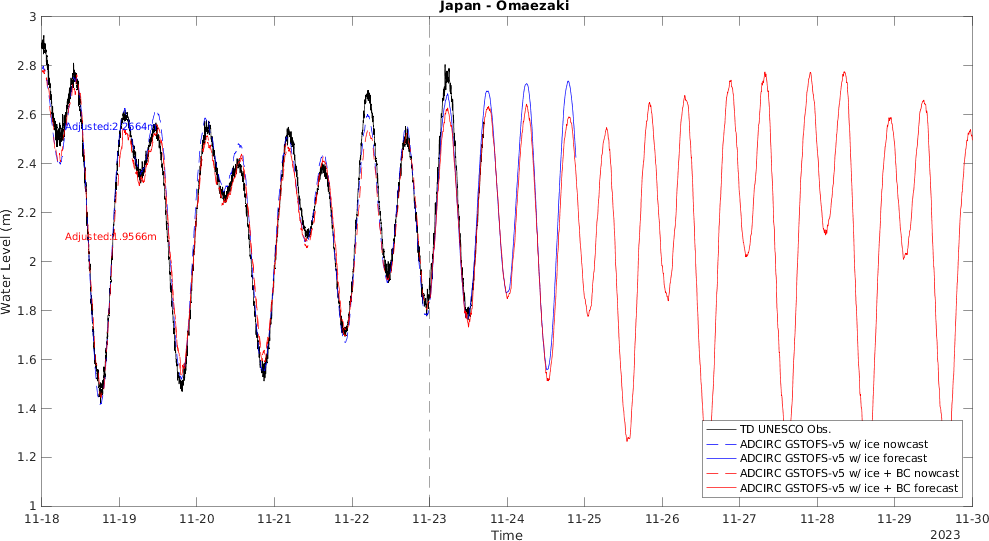 Japan - Omaezaki
3
2.8
2.6
2.4
2.2
2
1.8
1.6
1.4
1.2
1
Water Level (m)
Adjusted:1.9566m
TD UNESCO Obs.
ADCIRC GSTOFS-v5 w/ ice nowcast
ADCIRC GSTOFS-v5 w/ ice forecast
ADCIRC GSTOFS-v5 w/ ice + BC nowcast
ADCIRC GSTOFS-v5 w/ ice + BC forecast
11-18 11-19 11-20 11-21 11-22 11-23 11-24 11-25 11-26 11-27 11-28 11-29 11-30
Time
2023